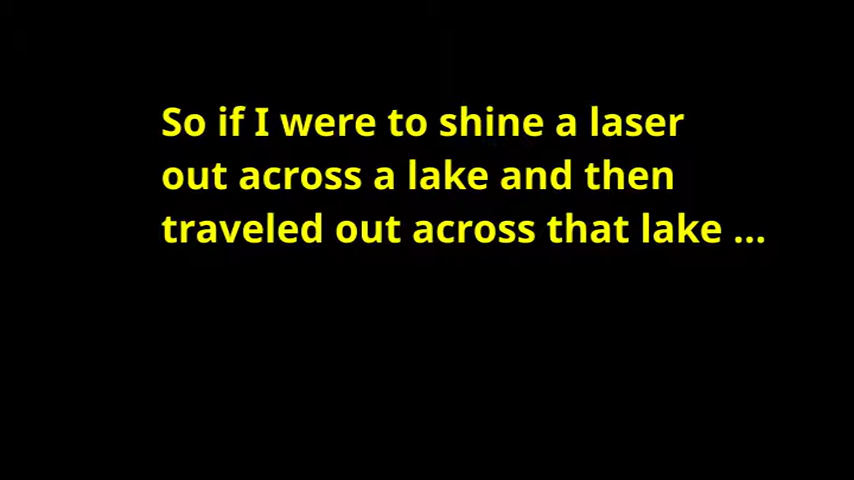 So if I were to shine a laser
out across a lake and then
traveled out across that lake ...